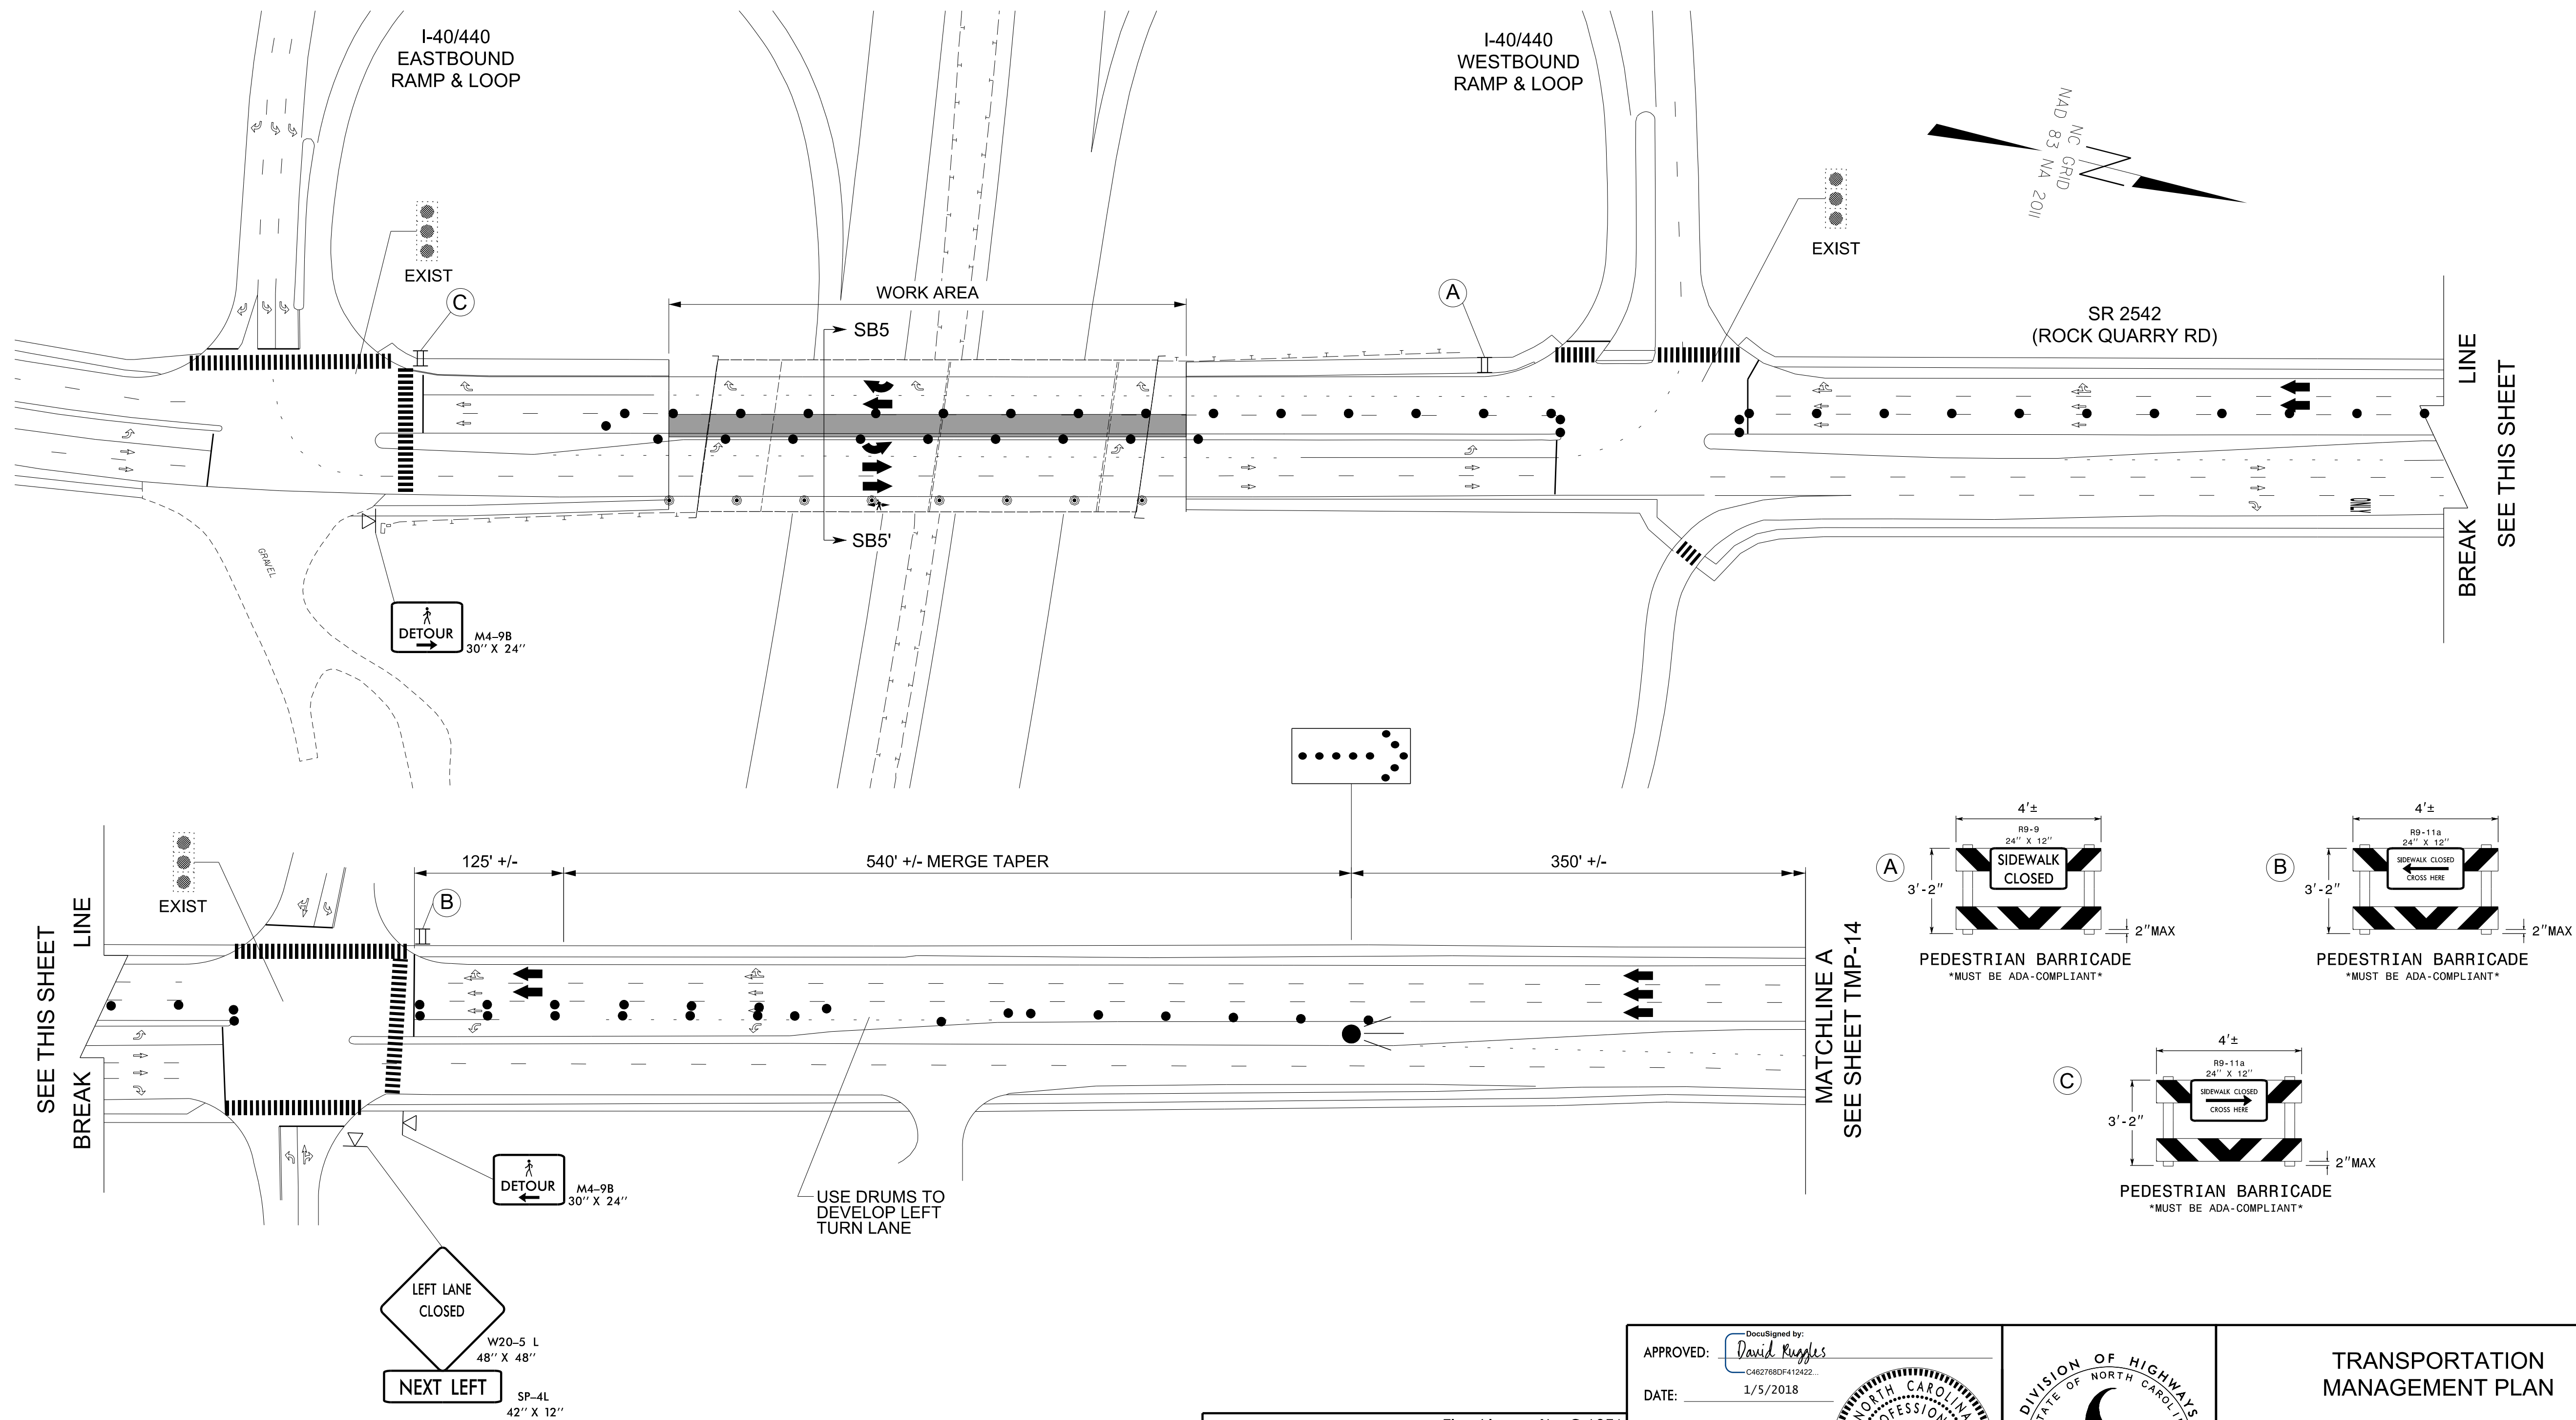 I-40/440
EASTBOUND
RAMP & LOOP
I-40/440
WESTBOUND
RAMP & LOOP
NC GRID
NAD 83 NA 2011
EXIST
EXIST
C
A
WORK AREA
SB5
SB5'
SR 2542
(ROCK QUARRY RD)
BREAK LINE
SEE THIS SHEET
GRAVEL
DETOUR
M4-9B
30'' X 24''
SEE THIS SHEET
BREAK LINE
EXIST
125' +/-
540' +/- MERGE TAPER
350' +/-
B
MATCHLINE A
SEE SHEET TMP-14
USE DRUMS TO
DEVELOP LEFT
TURN LANE
DETOUR
M4-9B
30'' X 24''
LEFT LANE
CLOSED
W20-5 L
48'' X 48''
NEXT LEFT
SP-4L
42'' X 12''
A
4'±
R9-9
24'' X 12''
SIDEWALK
CLOSED
3'-2''
2''MAX
PEDESTRIAN BARRICADE
*MUST BE ADA-COMPLIANT*
B
4'±
R9-11a
24'' X 12''
SIDEWALK CLOSED
CROSS HERE
3'-2''
2''MAX
PEDESTRIAN BARRICADE
*MUST BE ADA-COMPLIANT*
C
4'±
R9-11a
24'' X 12''
SIDEWALK CLOSED
CROSS HERE
3'-2''
2''MAX
PEDESTRIAN BARRICADE
*MUST BE ADA-COMPLIANT*
APPROVED:
DocuSigned by:
David Ruggles
C462768DF412422...
DATE: 1/5/2018
NORTH CAROLINA
DIVISION OF HIGHWAYS
STATE OF NORTH CAROLIN
TRANSPORTATION
MANAGEMENT PLAN